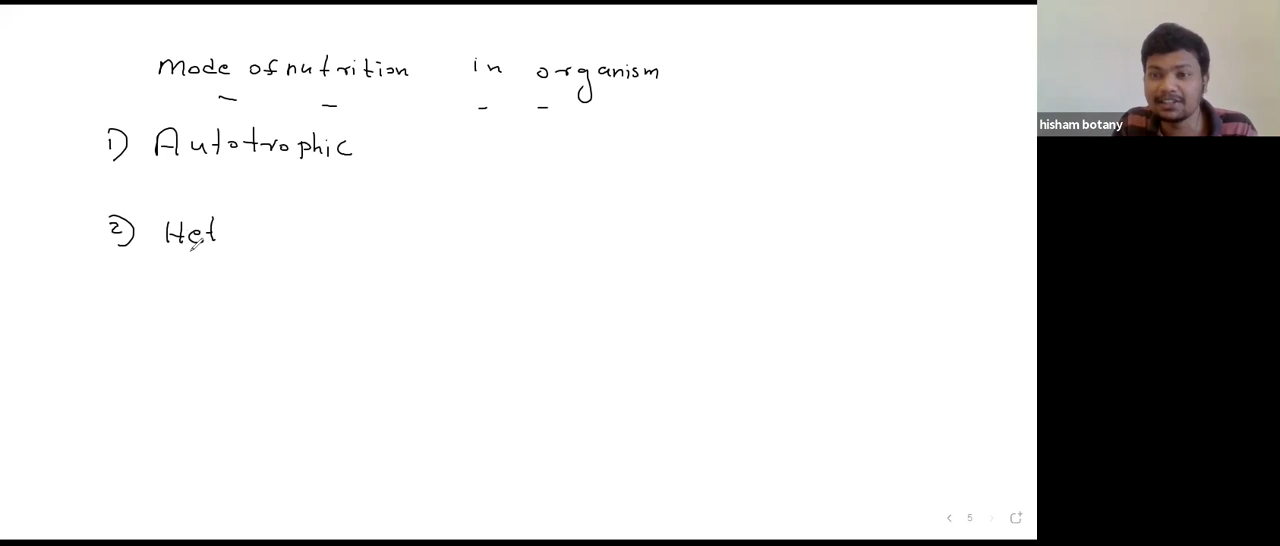 Mode of nutrition in organism
1) Autotrophic
2) Het
hisham botany
5